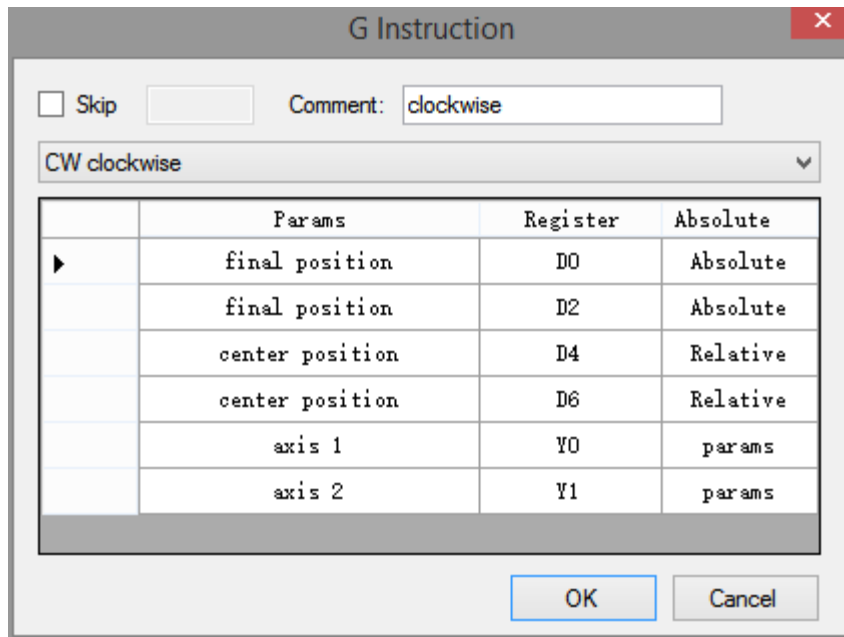 G Instruction
Skip Comment: clockwise
CW clockwise
Params Register Absolute
final position D0 Absolute
final position D2 Absolute
center position D4 Relative
center position D6 Relative
axis 1 Y0 params
axis 2 Y1 params
OK Cancel